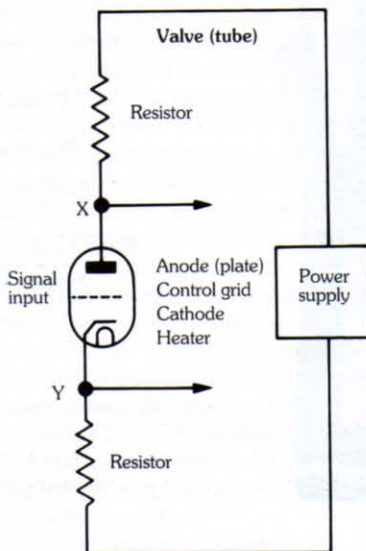 Valve (tube)
Resistor
X
Signal
input
Anode (plate)
Control grid
Cathode
Heater
Power
supply
Y
Resistor